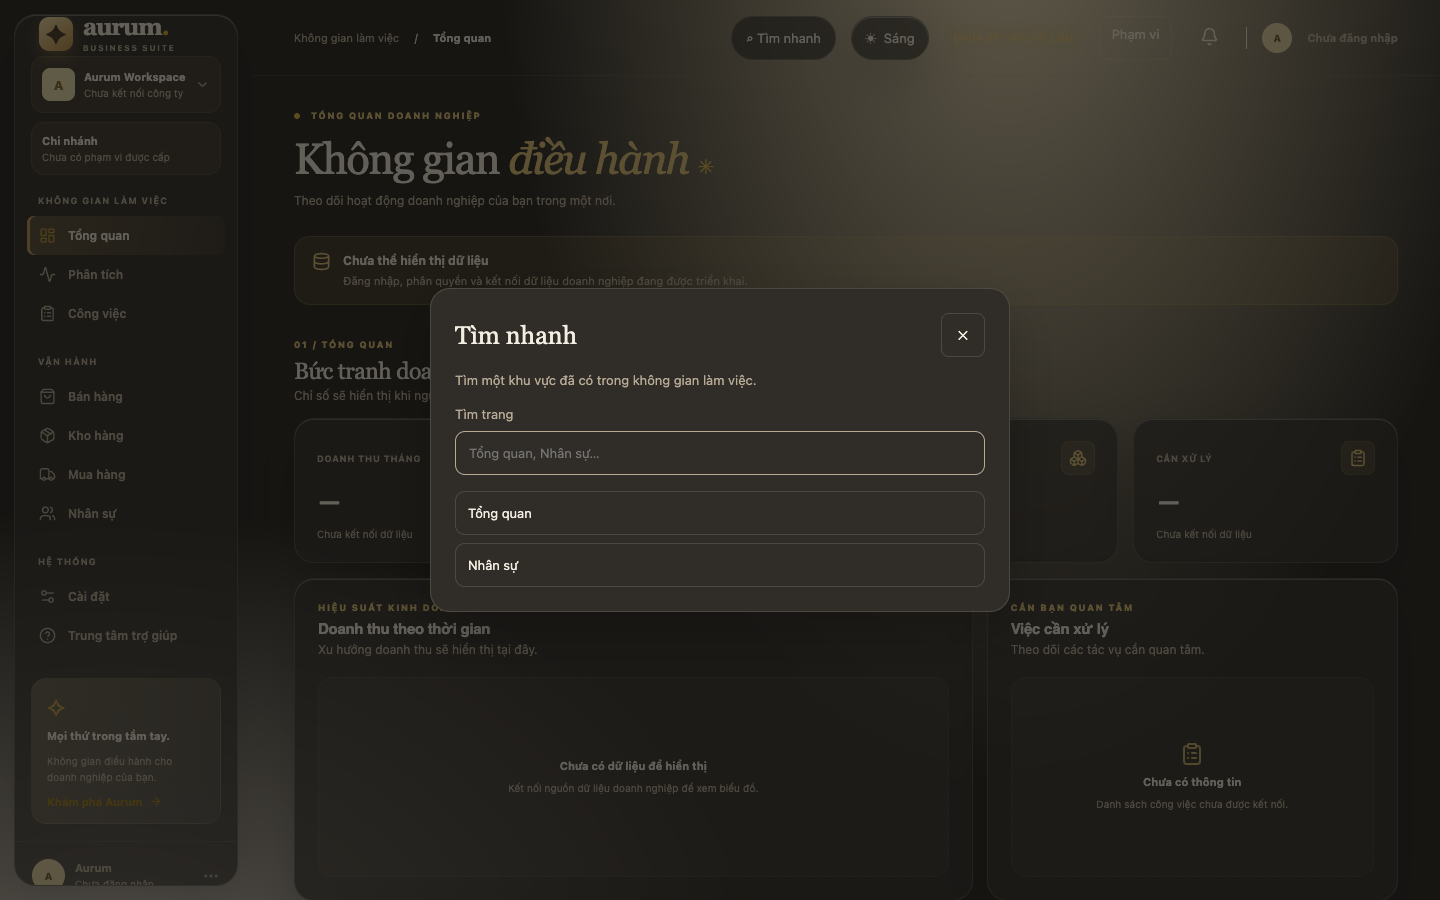 aurum.
BUSINESS SUITE
A
Aurum Workspace
Chưa kết nối công ty
Chi nhánh
Chưa có phạm vi được cấp
KHÔNG GIAN LÀM VIỆC
Tổng quan
Phân tích
Công việc
VẬN HÀNH
Bán hàng
Kho hàng
Mua hàng
Nhân sự
HỆ THỐNG
Cài đặt
Trung tâm trợ giúp
Mọi thứ trong tầm tay.
Không gian điều hành cho
doanh nghiệp của bạn.
Khám phá Aurum →
A
Aurum
Chưa đăng nhập
Không gian làm việc / Tổng quan
Tìm nhanh
Sáng
Phạm vi
A
Chưa đăng nhập
TỔNG QUAN DOANH NGHIỆP
Không gian điều hành
Theo dõi hoạt động doanh nghiệp của bạn trong một nơi.
Chưa thể hiển thị dữ liệu
Đăng nhập, phân quyền và kết nối dữ liệu doanh nghiệp đang được triển khai.
01 / TỔNG QUAN
Bức tranh doa
Chỉ số sẽ hiển thị khi
DOANH THU THÁNG
—
Chưa kết nối dữ liệu
CẦN XỬ LÝ
—
Chưa kết nối dữ liệu
Tìm nhanh
×
Tìm một khu vực đã có trong không gian làm việc.
Tìm trang
Tổng quan, Nhân sự...
Tổng quan
Nhân sự
HIỆU SUẤT KINH
Doanh thu theo thời gian
Xu hướng doanh thu sẽ hiển thị tại đây.
Chưa có dữ liệu để hiển thị
Kết nối nguồn dữ liệu doanh nghiệp để xem biểu đồ.
CẦN BẠN QUAN TÂM
Việc cần xử lý
Theo dõi các tác vụ cần quan tâm.
Chưa có thông tin
Danh sách công việc chưa được kết nối.